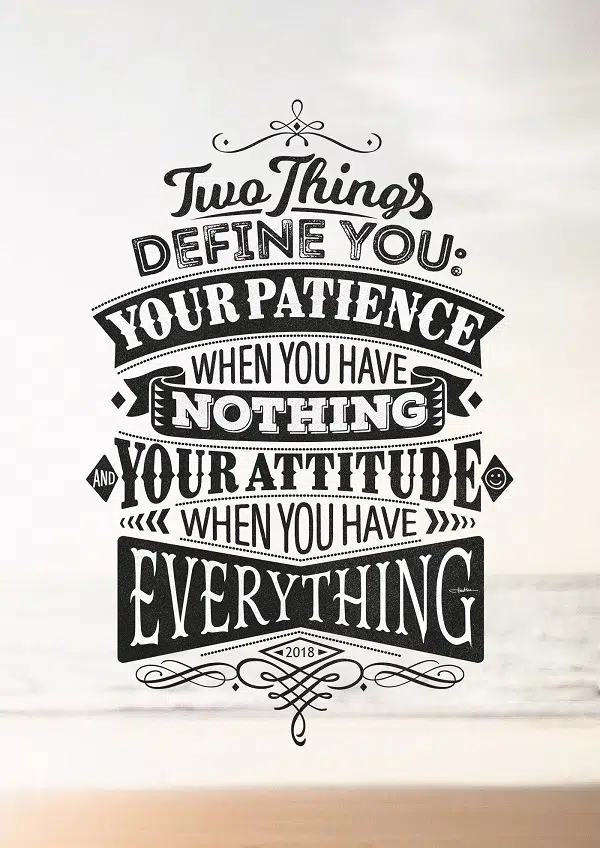 Two Things
DEFINE YOU:
YOUR PATIENCE
WHEN YOU HAVE
NOTHING
AND YOUR ATTITUDE
WHEN YOU HAVE
EVERYTHING
2018